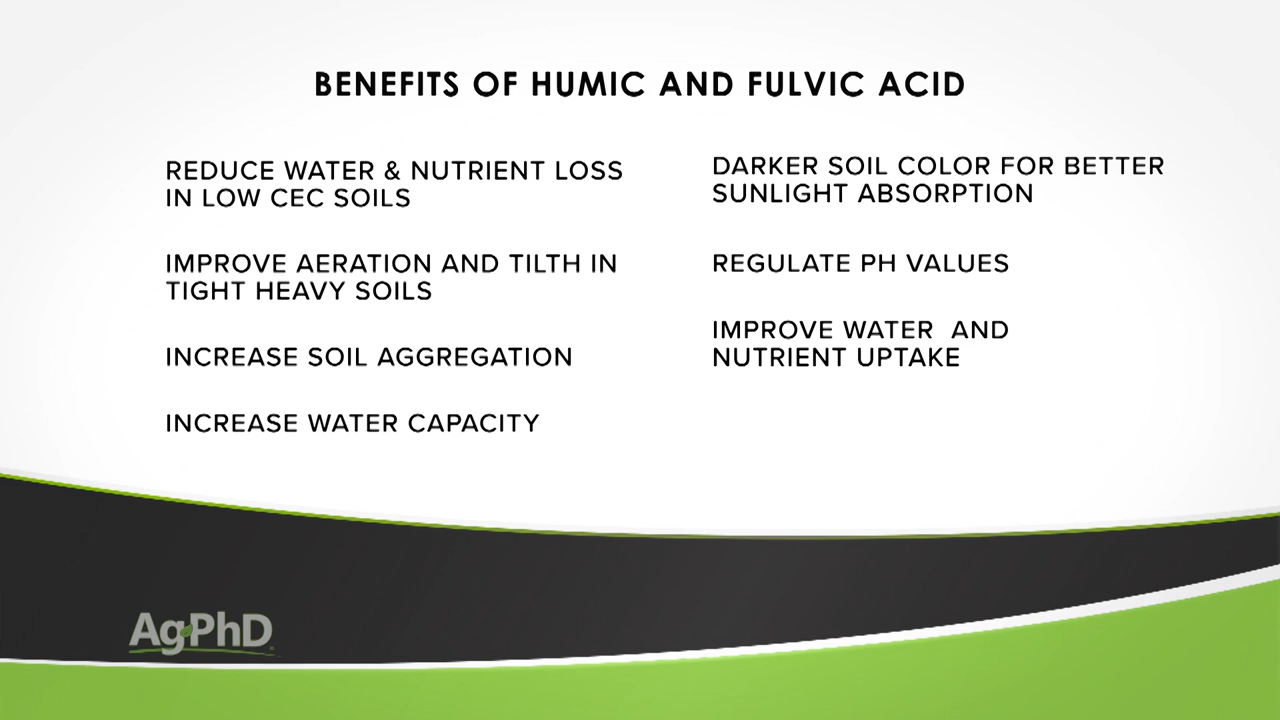 BENEFITS OF HUMIC AND FULVIC ACID
REDUCE WATER & NUTRIENT LOSS
IN LOW CEC SOILS
IMPROVE AERATION AND TILTH IN
TIGHT HEAVY SOILS
INCREASE SOIL AGGREGATION
INCREASE WATER CAPACITY
DARKER SOIL COLOR FOR BETTER
SUNLIGHT ABSORPTION
REGULATE PH VALUES
IMPROVE WATER  AND
NUTRIENT UPTAKE
AgPhD